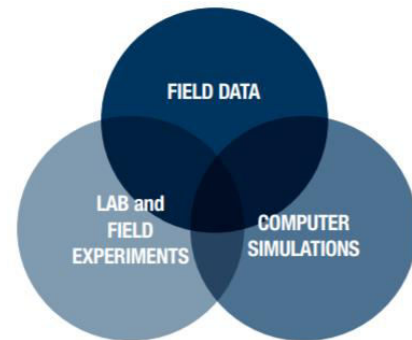 FIELD DATA
LAB and
FIELD
EXPERIMENTS
COMPUTER
SIMULATIONS